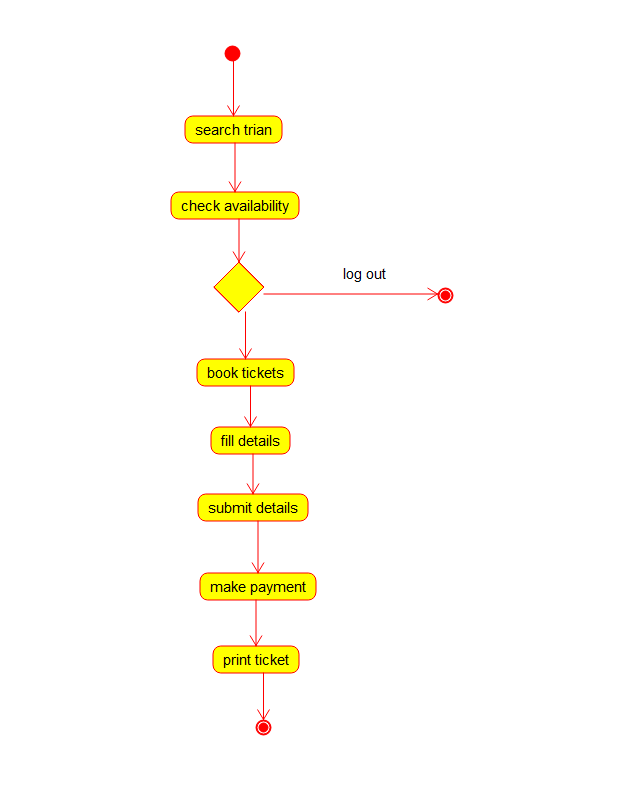 search trian
check availability
log out
book tickets
fill details
submit details
make payment
print ticket